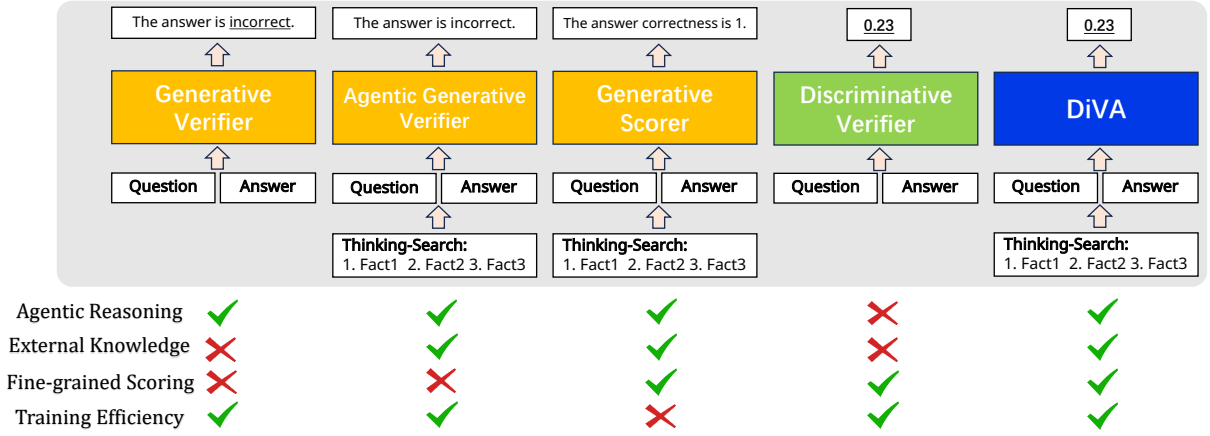 The answer is incorrect.
The answer is incorrect.
The answer correctness is 1.
0.23
0.23
Generative Verifier
Agentic Generative Verifier
Generative Scorer
Discriminative Verifier
DiVA
Question
Answer
Question
Answer
Question
Answer
Question
Answer
Question
Answer
Thinking-Search:
1. Fact1 2. Fact2 3. Fact3
Thinking-Search:
1. Fact1 2. Fact2 3. Fact3
Thinking-Search:
1. Fact1 2. Fact2 3. Fact3
Agentic Reasoning
External Knowledge
Fine-grained Scoring
Training Efficiency